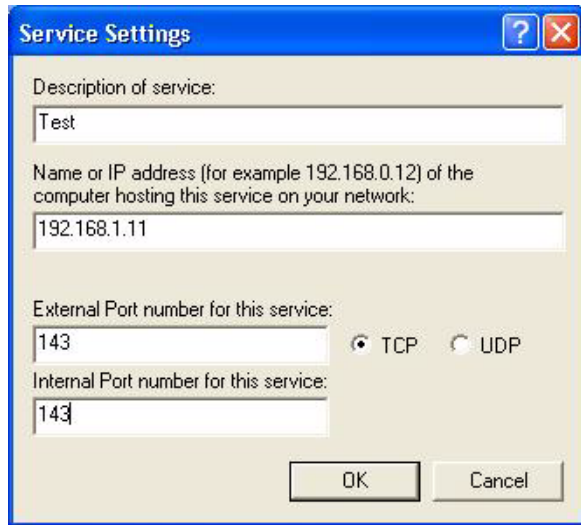 Service Settings
Description of service:
Test
Name or IP address (for example 192.168.0.12) of the
computer hosting this service on your network:
192.168.1.11
External Port number for this service:
143
TCP
UDP
Internal Port number for this service:
143
OK
Cancel